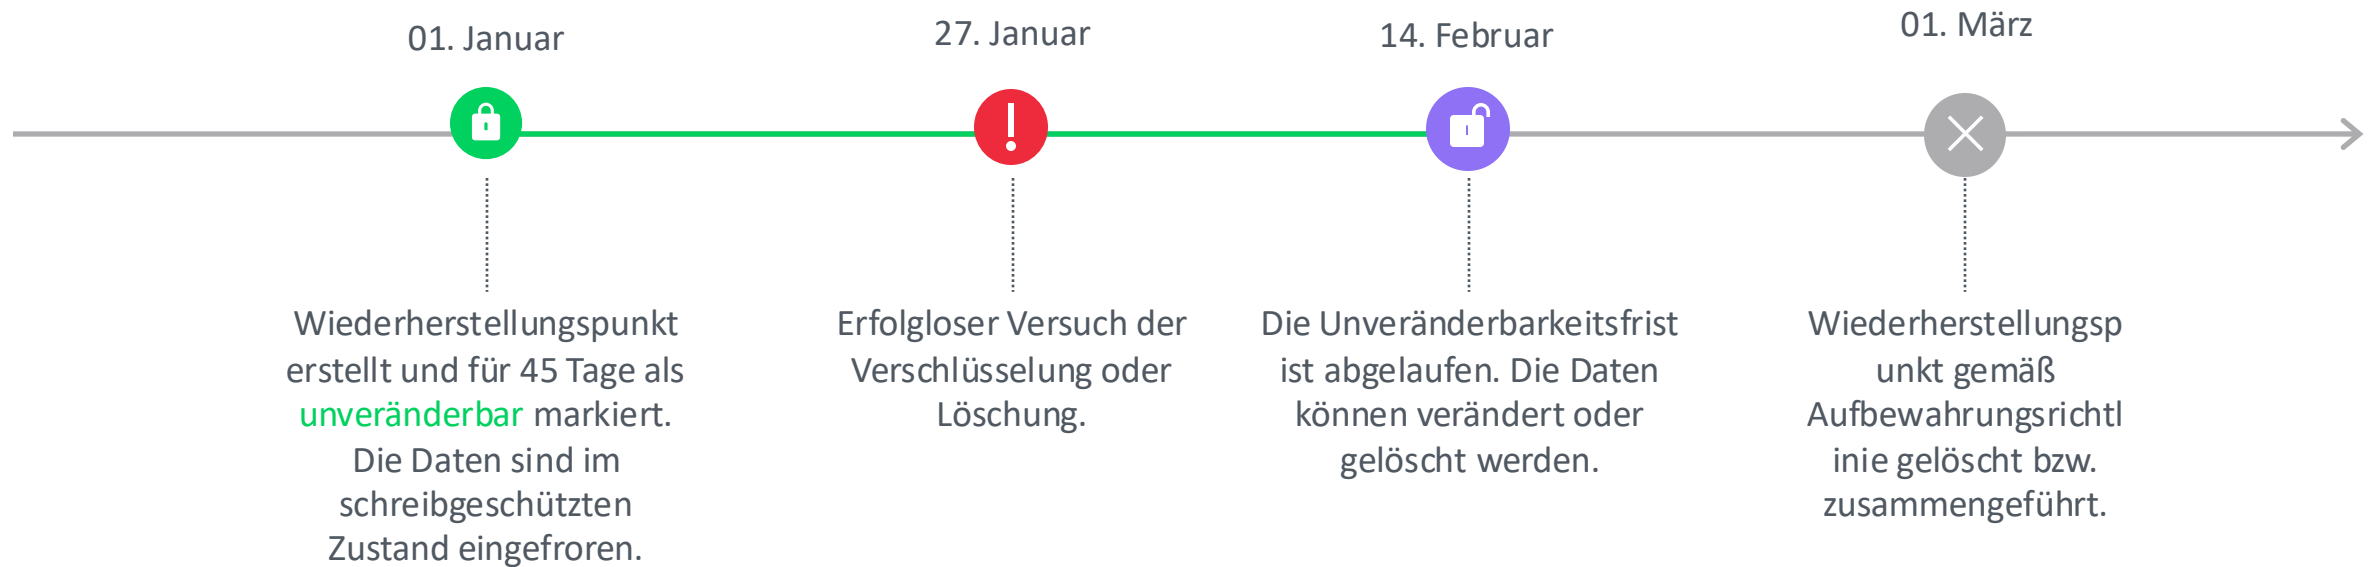 01. Januar
27. Januar
14. Februar
01. März
Wiederherstellungspunkt
erstellt und für 45 Tage als
unveränderbar markiert.
Die Daten sind im
schreibgeschützten
Zustand eingefroren.
Erfolgloser Versuch der
Verschlüsselung oder
Löschung.
Die Unveränderbarkeitsfrist
ist abgelaufen. Die Daten
können verändert oder
gelöscht werden.
Wiederherstellungsp
unkt gemäß
Aufbewahrungsrichtl
inie gelöscht bzw.
zusammengeführt.